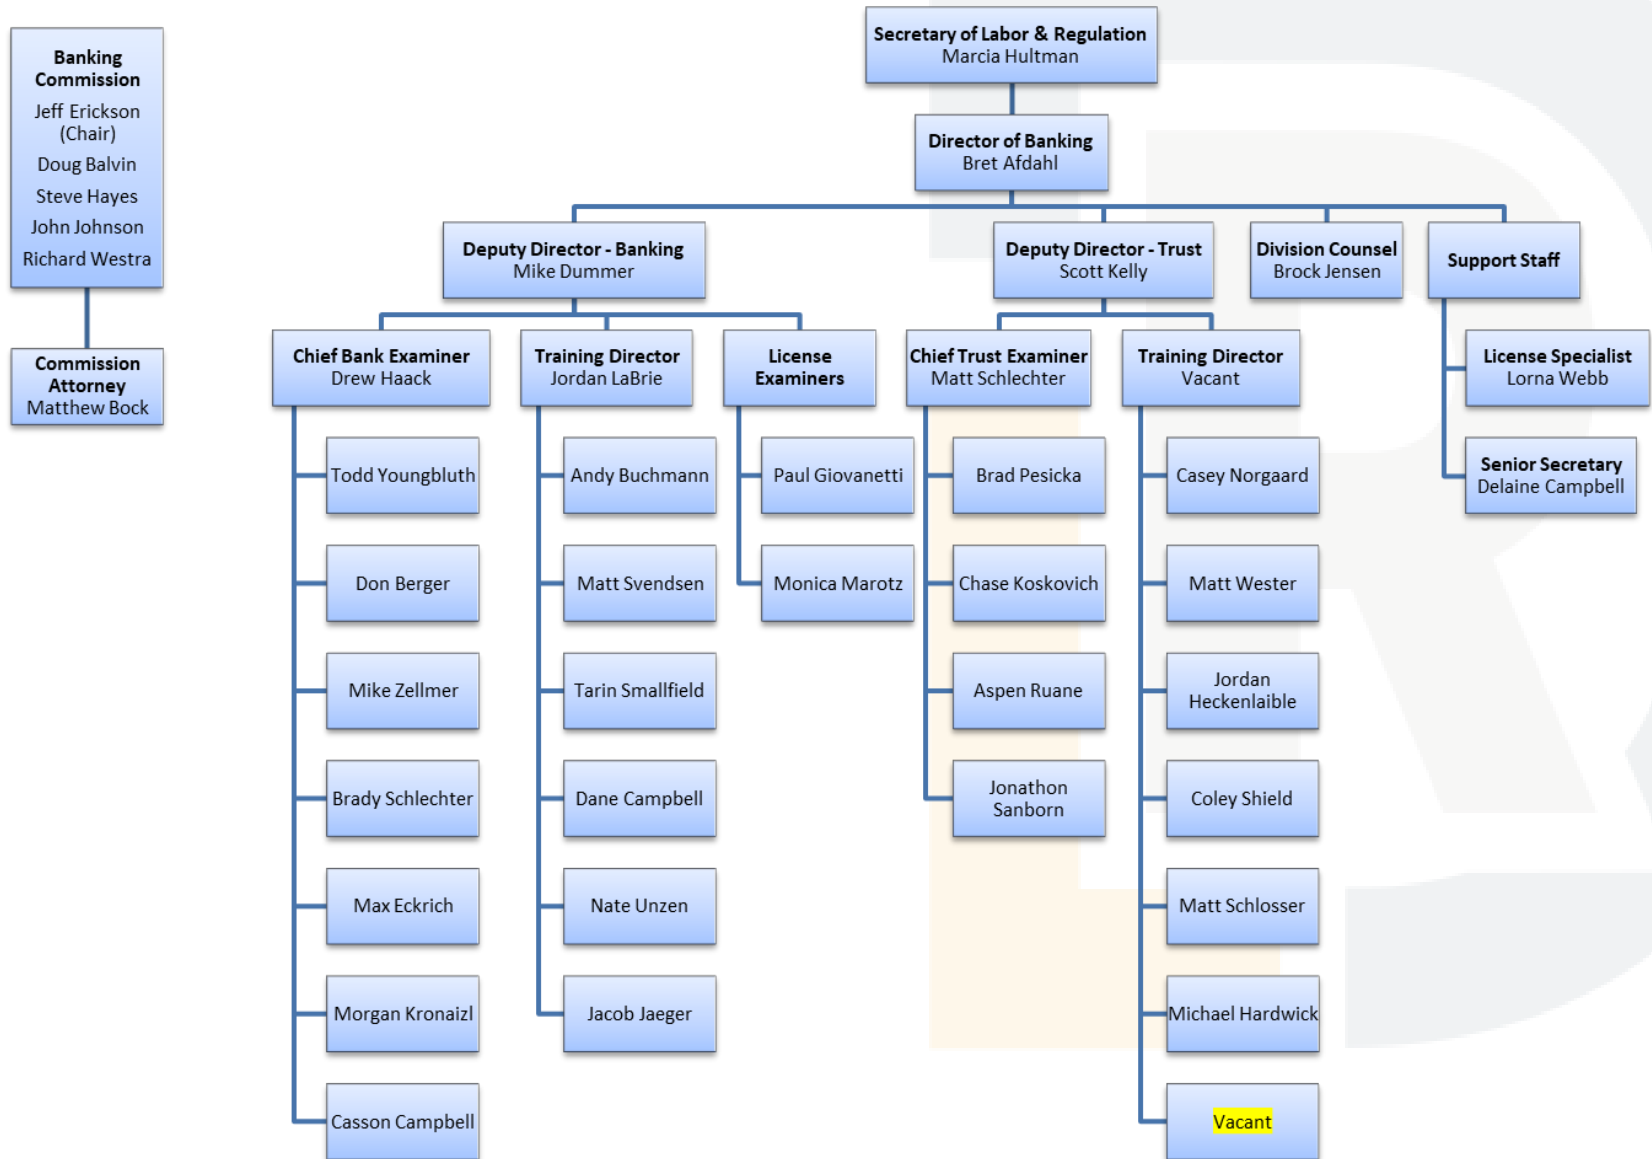 Banking
Commission
Jeff Erickson
(Chair)
Doug Balvin
Steve Hayes
John Johnson
Richard Westra
Commission
Attorney
Matthew Bock
Secretary of Labor & Regulation
Marcia Hultman
Director of Banking
Bret Afdahl
Deputy Director - Banking
Mike Dummer
Deputy Director - Trust
Scott Kelly
Division Counsel
Brock Jensen
Support Staff
Chief Bank Examiner
Drew Haack
Training Director
Jordan LaBrie
License
Examiners
Chief Trust Examiner
Matt Schlechter
Training Director
Vacant
License Specialist
Lorna Webb
Senior Secretary
Delaine Campbell
Todd Youngbluth
Don Berger
Mike Zellmer
Brady Schlechter
Max Eckrich
Morgan Kronaizl
Casson Campbell
Andy Buchmann
Matt Svendsen
Tarin Smallfield
Dane Campbell
Nate Unzen
Jacob Jaeger
Paul Giovanetti
Monica Marotz
Brad Pesicka
Chase Koskovich
Aspen Ruane
Jonathon
Sanborn
Casey Norgaard
Matt Wester
Jordan
Heckenlaible
Coley Shield
Matt Schlosser
Michael Hardwick
Vacant